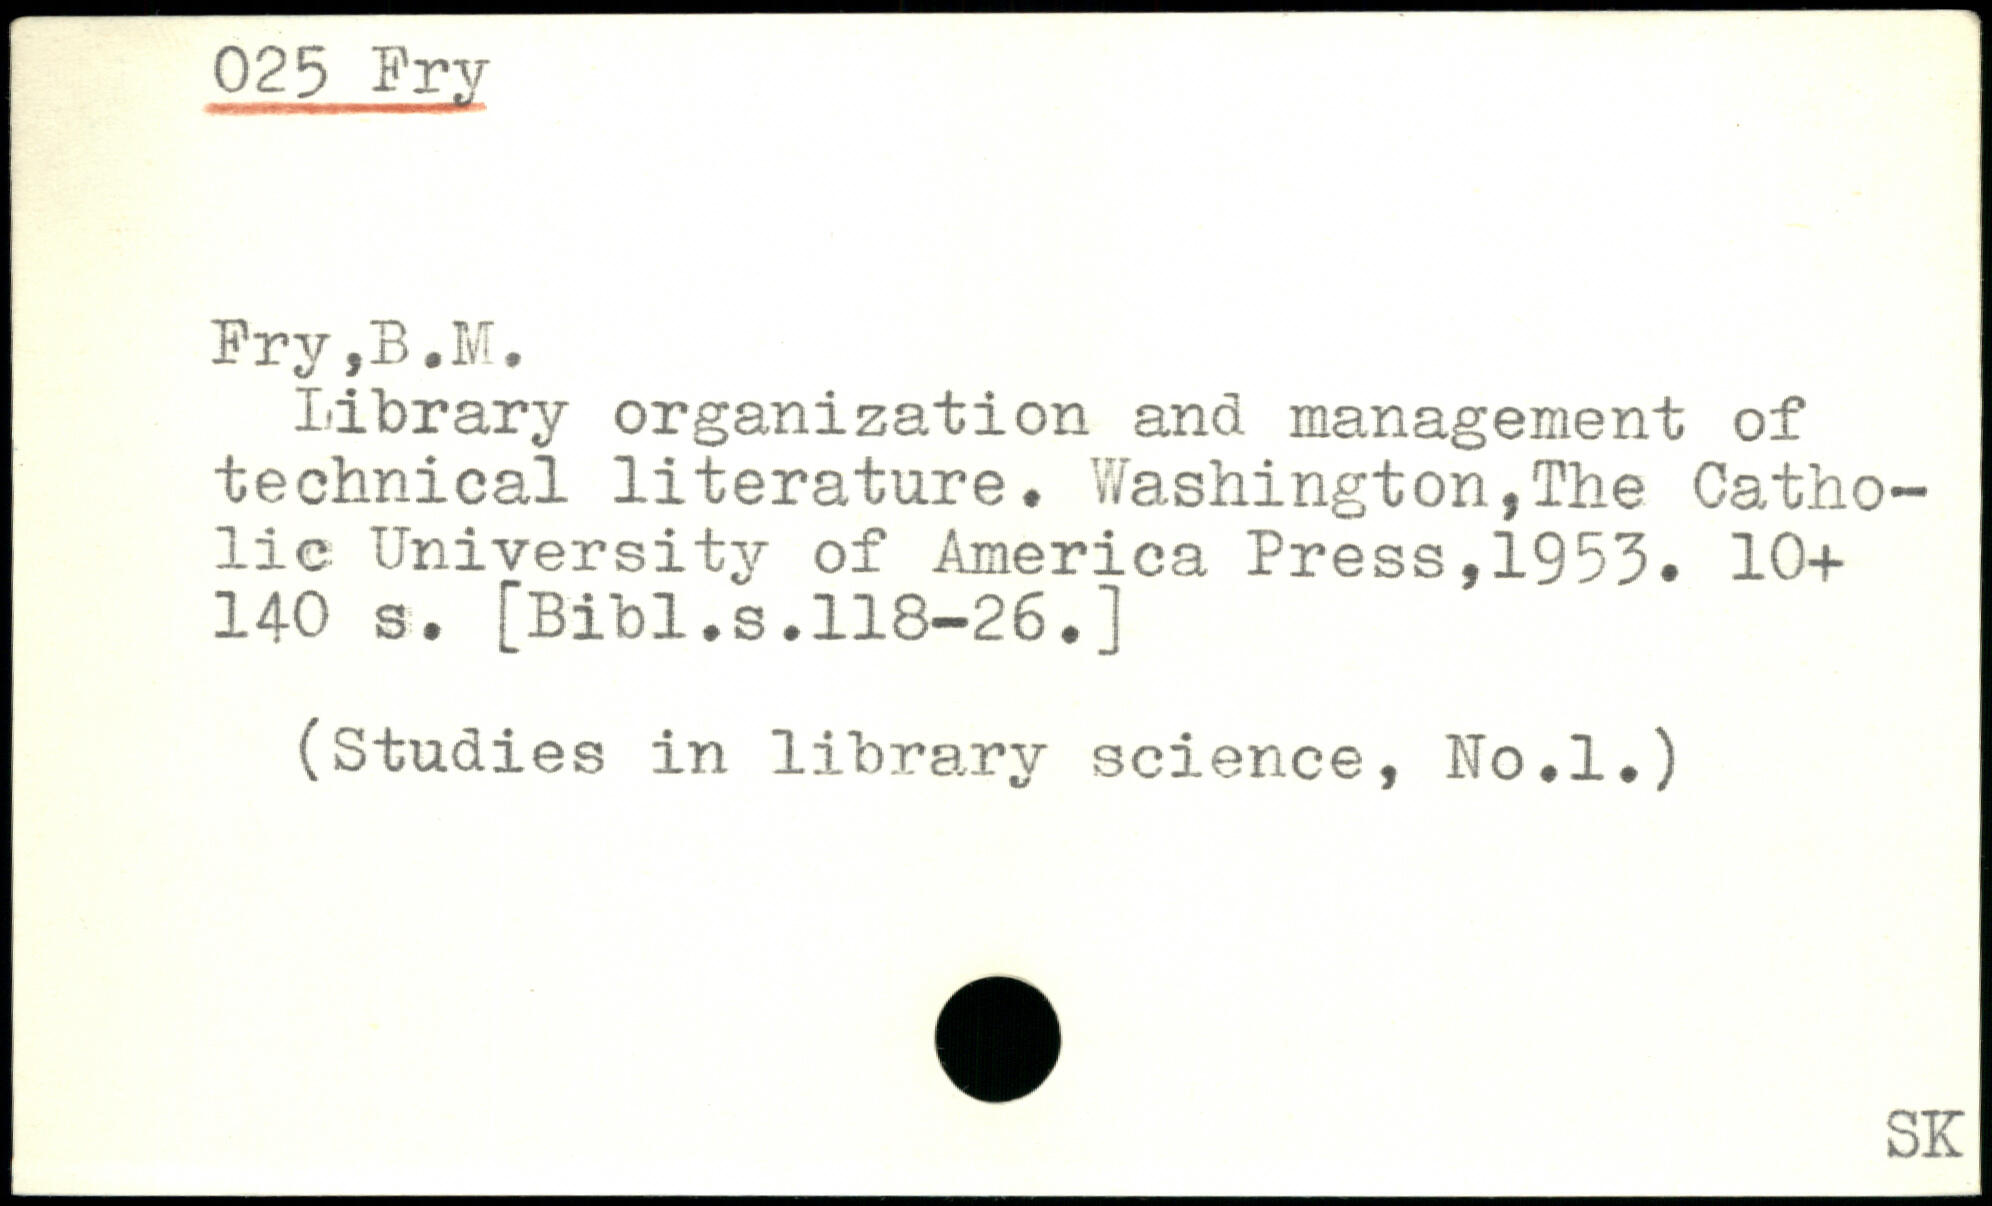 025 Fry
Fry,B.M.
Library organization and management of
technical literature. Washington,The Catho-
lic University of America Press,1953. 10+
140 s. [Bibl.s.118-26.]
(Studies in library science, No.1.)
SK